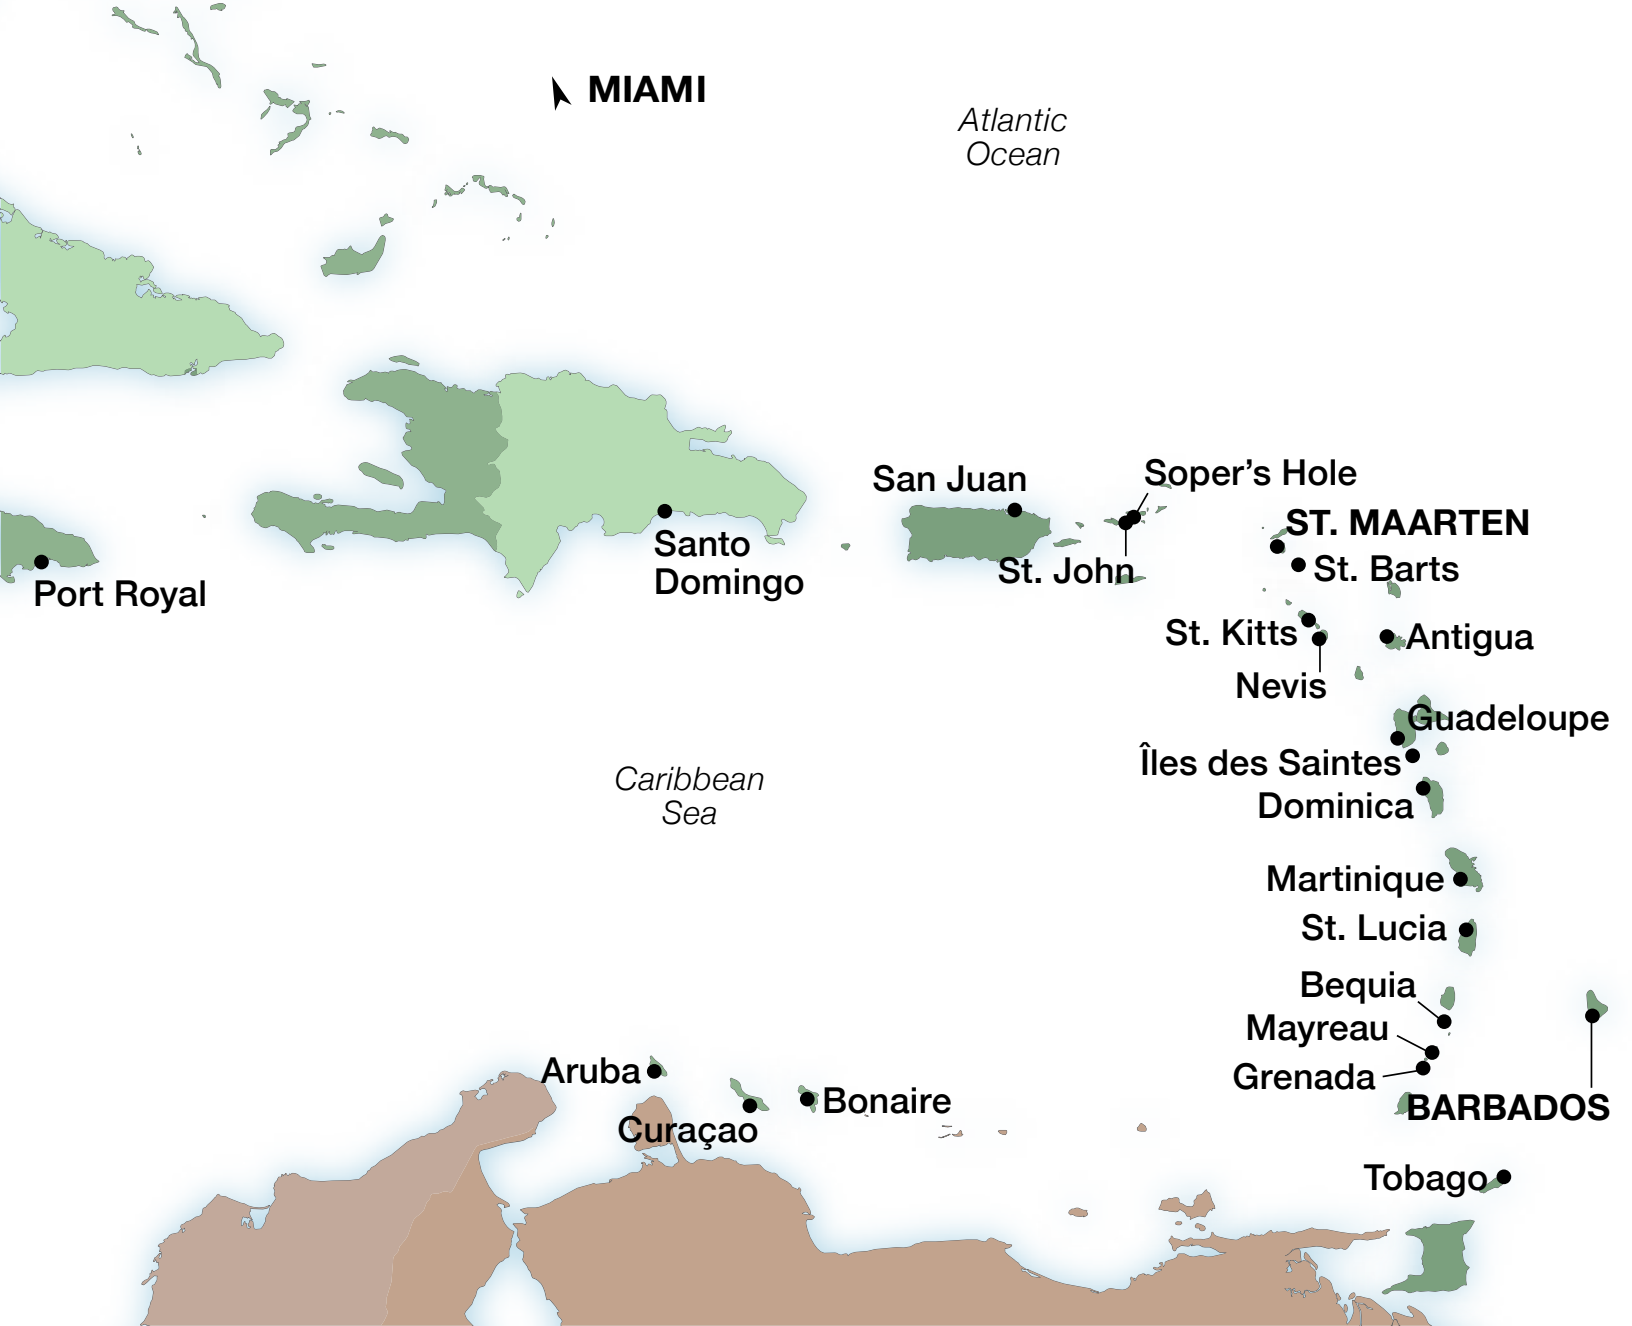 MIAMI
Atlantic
Ocean
San Juan
Soper’s Hole
ST. MAARTEN
Santo
Domingo
St. John
St. Barts
Port Royal
St. Kitts
Antigua
Nevis
Guadeloupe
Îles des Saintes
Caribbean
Sea
Dominica
Martinique
St. Lucia
Bequia
Mayreau
Aruba
Grenada
Bonaire
BARBADOS
Curaçao
Tobago